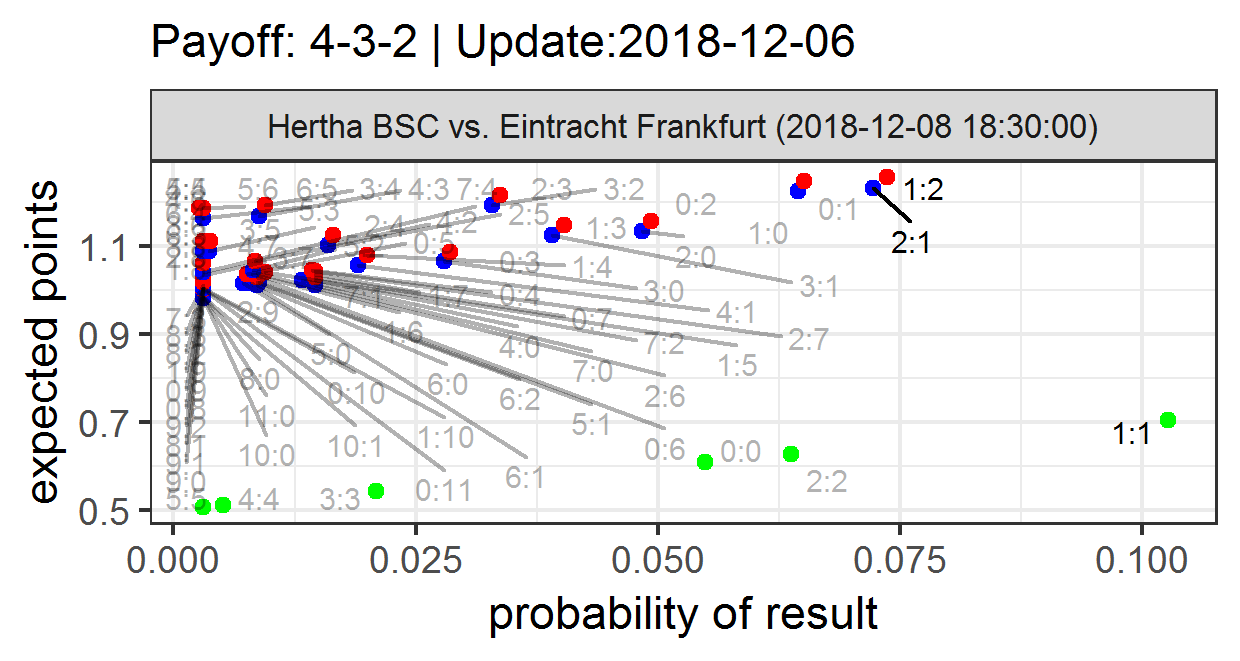 Payoff: 4-3-2 | Update:2018-12-06
Hertha BSC vs. Eintracht Frankfurt (2018-12-08 18:30:00)
expected points
1.1
0.9
0.7
0.5
5:6 6:5 3:4 4:3 7:4 2:3 3:2
5:3 0:2 1:2
3:5 2:4 4:2 2:5 1:3 1:0 0:1
4:7 5:2 0:5 2:0 2:1
3:7 0:3 1:4
7:1 1:7 0:4 3:0 3:1
2:9 1:6 0:7 4:1
5:0 4:0 7:2 2:7
8:0 0:10 6:0 7:0 1:5
11:0 6:2 2:6
10:1 1:10 5:1 1:1
10:0 6:1 0:6 0:0
9:0 0:11 2:2
5:5 4:4 3:3
0.000 0.025 0.050 0.075 0.100
probability of result